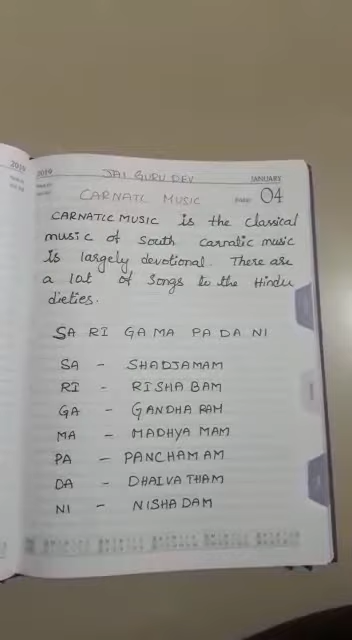 2019
2019
JAI GURU DEV
JANUARY
04
CARNATIC MUSIC
CARNATIC MUSIC is the classical
music of South carnatic music
is largely devotional. There are
a lot of songs to the Hindu
dieties.
SA RI GA MA PA DA NI
SA - SHADJAMAM
RI - RISHABAM
GA - GANDHARAM
MA - MADHYAMAM
PA - PANCHAMAM
DA - DHAIVATHAM
NI - NISHADAM